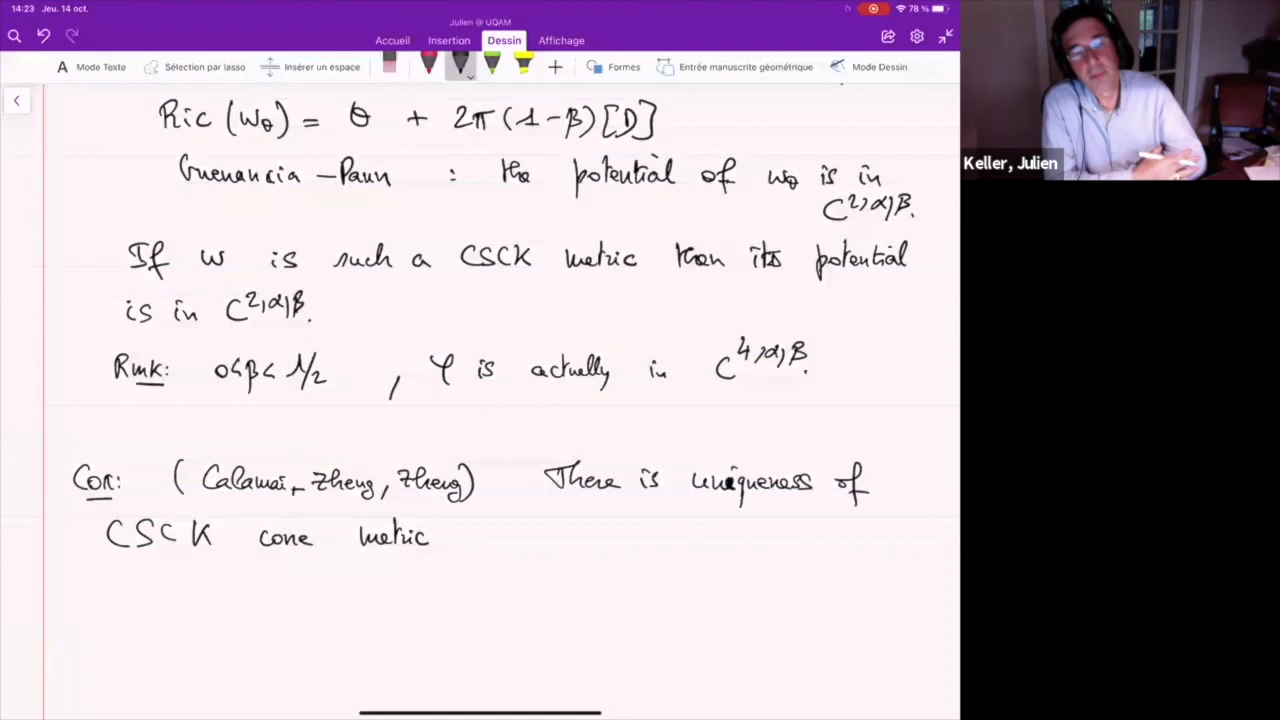 14:23 Jeu. 14 oct.
78 %
Julien @ UQAM
Accueil Insertion Dessin Affichage
A Mode Texte Sélection par lasso Insérer un espace Formes Entrée manuscrite géométrique Mode Dessin
Ric (ωθ) = θ + 2π(1-β)[D]
Guenancia - Paun : the potential of ωθ is in
C^{2,α,β}.
If ω is such a CSCK metric then its potential
is in C^{2,α,β}.
Rmk: 0<β<1/2 , φ is actually in C^{4,α,β}.
Cor: (Calamai-Zheng, Zheng) There is uniqueness of
CSCK cone metric
Keller, Julien